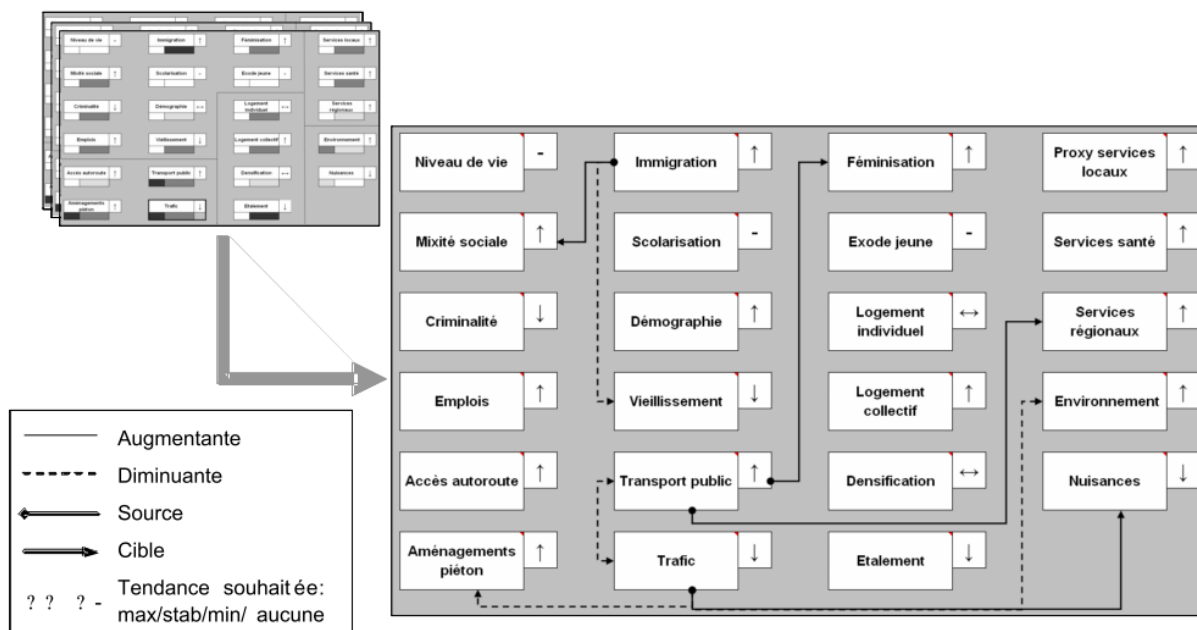 Niveau de vie -
Immigration ↑
Féminisation ↑
Services locaux ↑
Mixité sociale ↑
Scolarisation -
Exode jeune -
Services santé ↑
Criminalité ↓
Démographie ↔
Logement
individuel ↔
Services
régionaux ↑
Emplois ↑
Vieillissement ↓
Logement collectif ↑
Environnement ↑
Accès autoroute ↑
Transport public ↑
Densification ↔
Nuisances ↓
Aménagements
piéton ↑
Trafic ↓
Etalement ↓
Niveau de vie -
Immigration ↑
Féminisation ↑
Proxy services
locaux ↑
Mixité sociale ↑
Scolarisation -
Exode jeune -
Services santé ↑
Criminalité ↓
Démographie ↑
Logement
individuel ↔
Services
régionaux ↑
Emplois ↑
Vieillissement ↓
Logement
collectif ↑
Environnement ↑
Accès autoroute ↑
Transport public ↑
Densification ↔
Nuisances ↓
Aménagements
piéton ↑
Trafic ↓
Etalement ↓
Augmentante
Diminuante
Source
Cible
? ? ? - Tendance souhait ée:
max/stab/min/ aucune